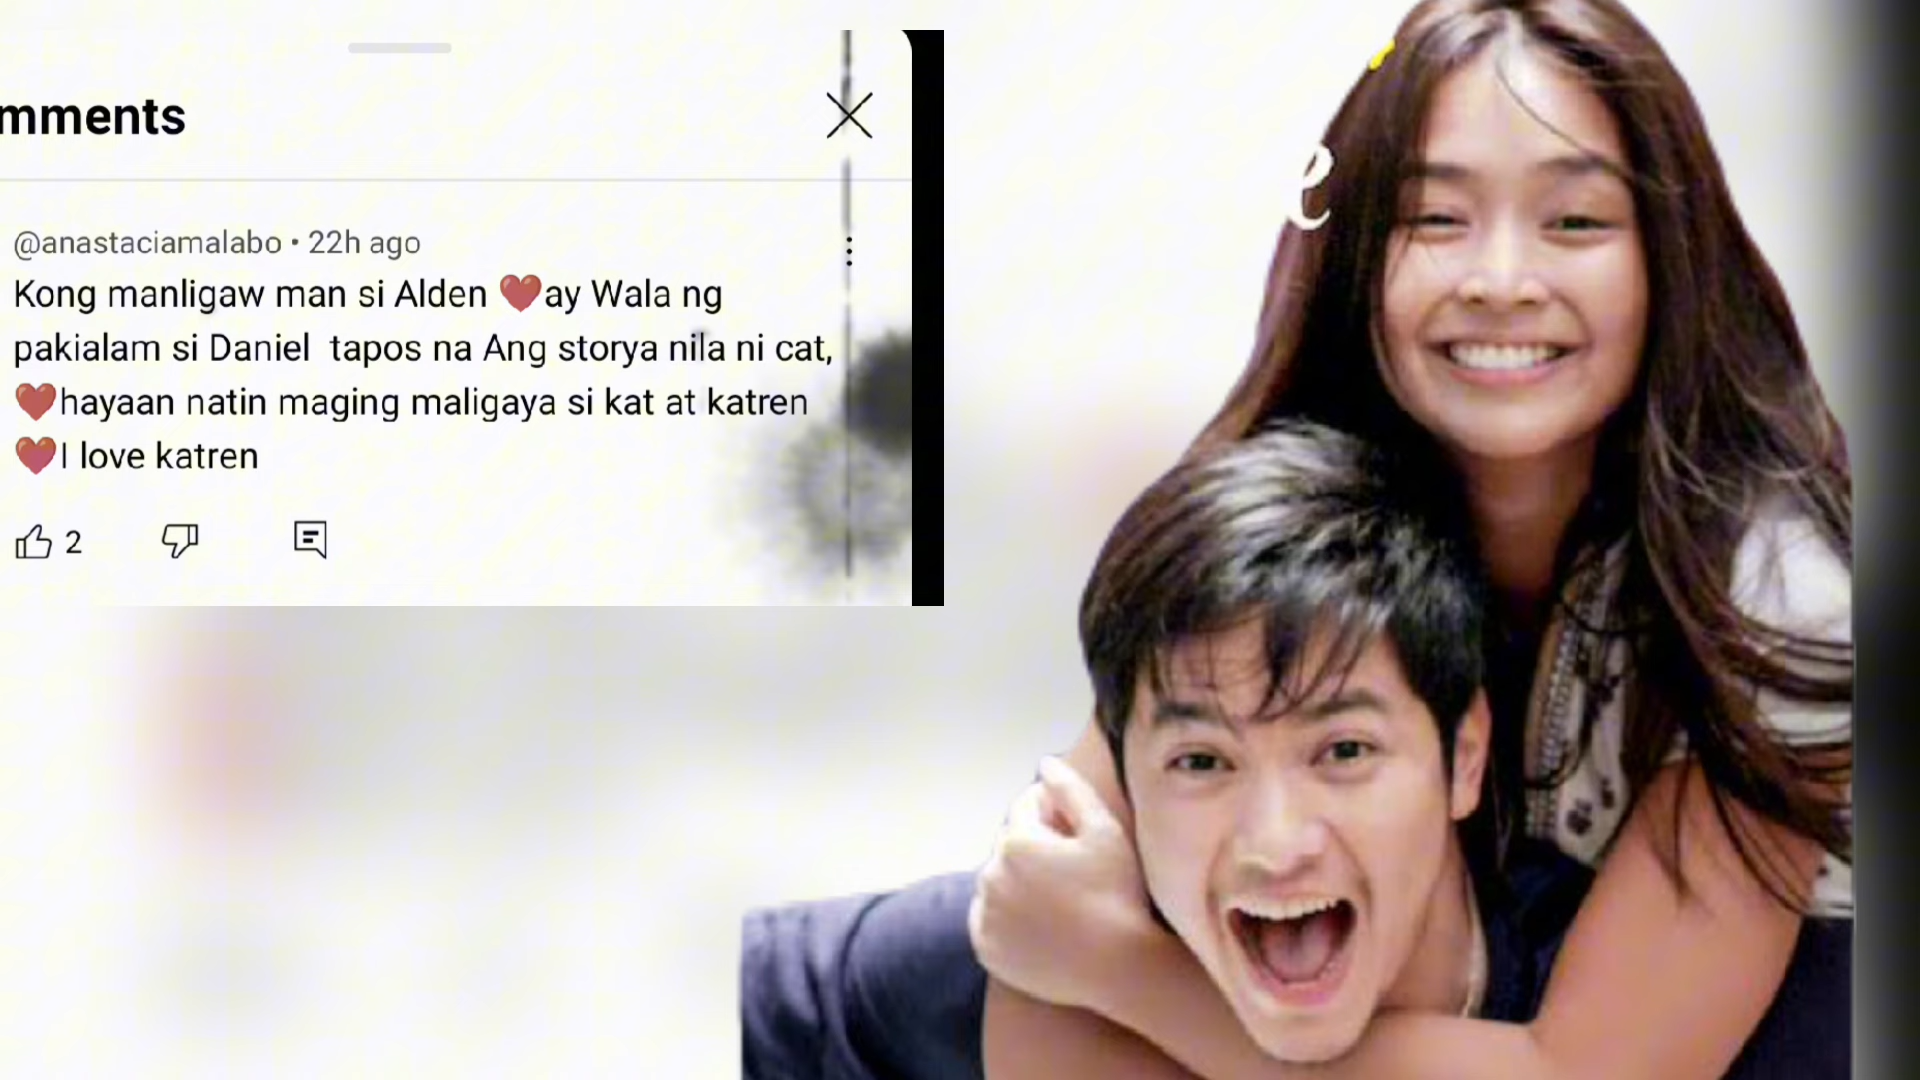 mments
@anastaciamalabo • 22h ago
Kong manligaw man si Alden ❤️ay Wala ng
pakialam si Daniel  tapos na Ang storya nila ni cat,
❤️hayaan natin maging maligaya si kat at katren
❤️I love katren
2
e